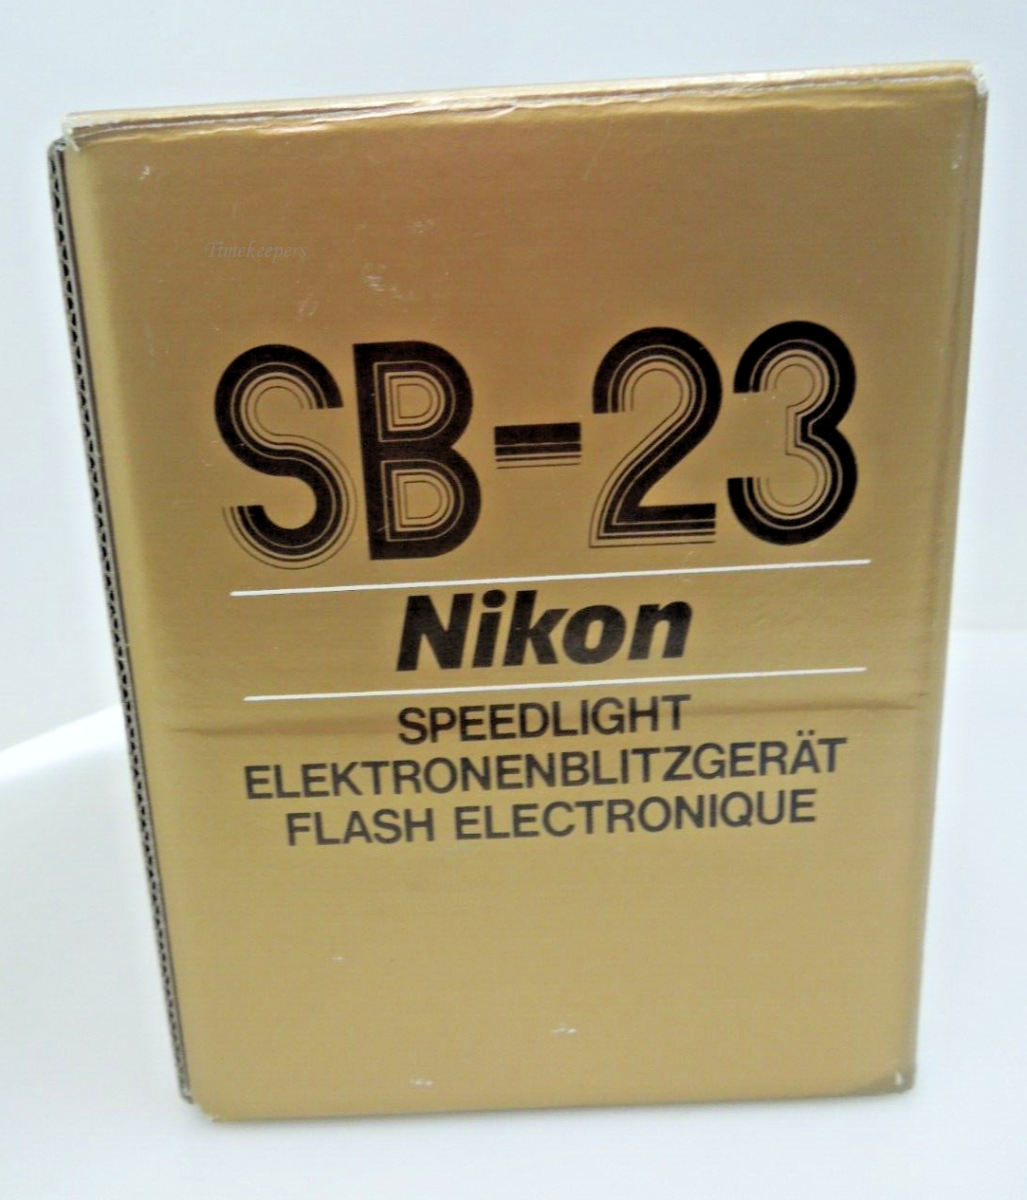 Timekeepers
SB-23
Nikon
SPEEDLIGHT
ELEKTRONENBLITZGERÄT
FLASH ELECTRONIQUE